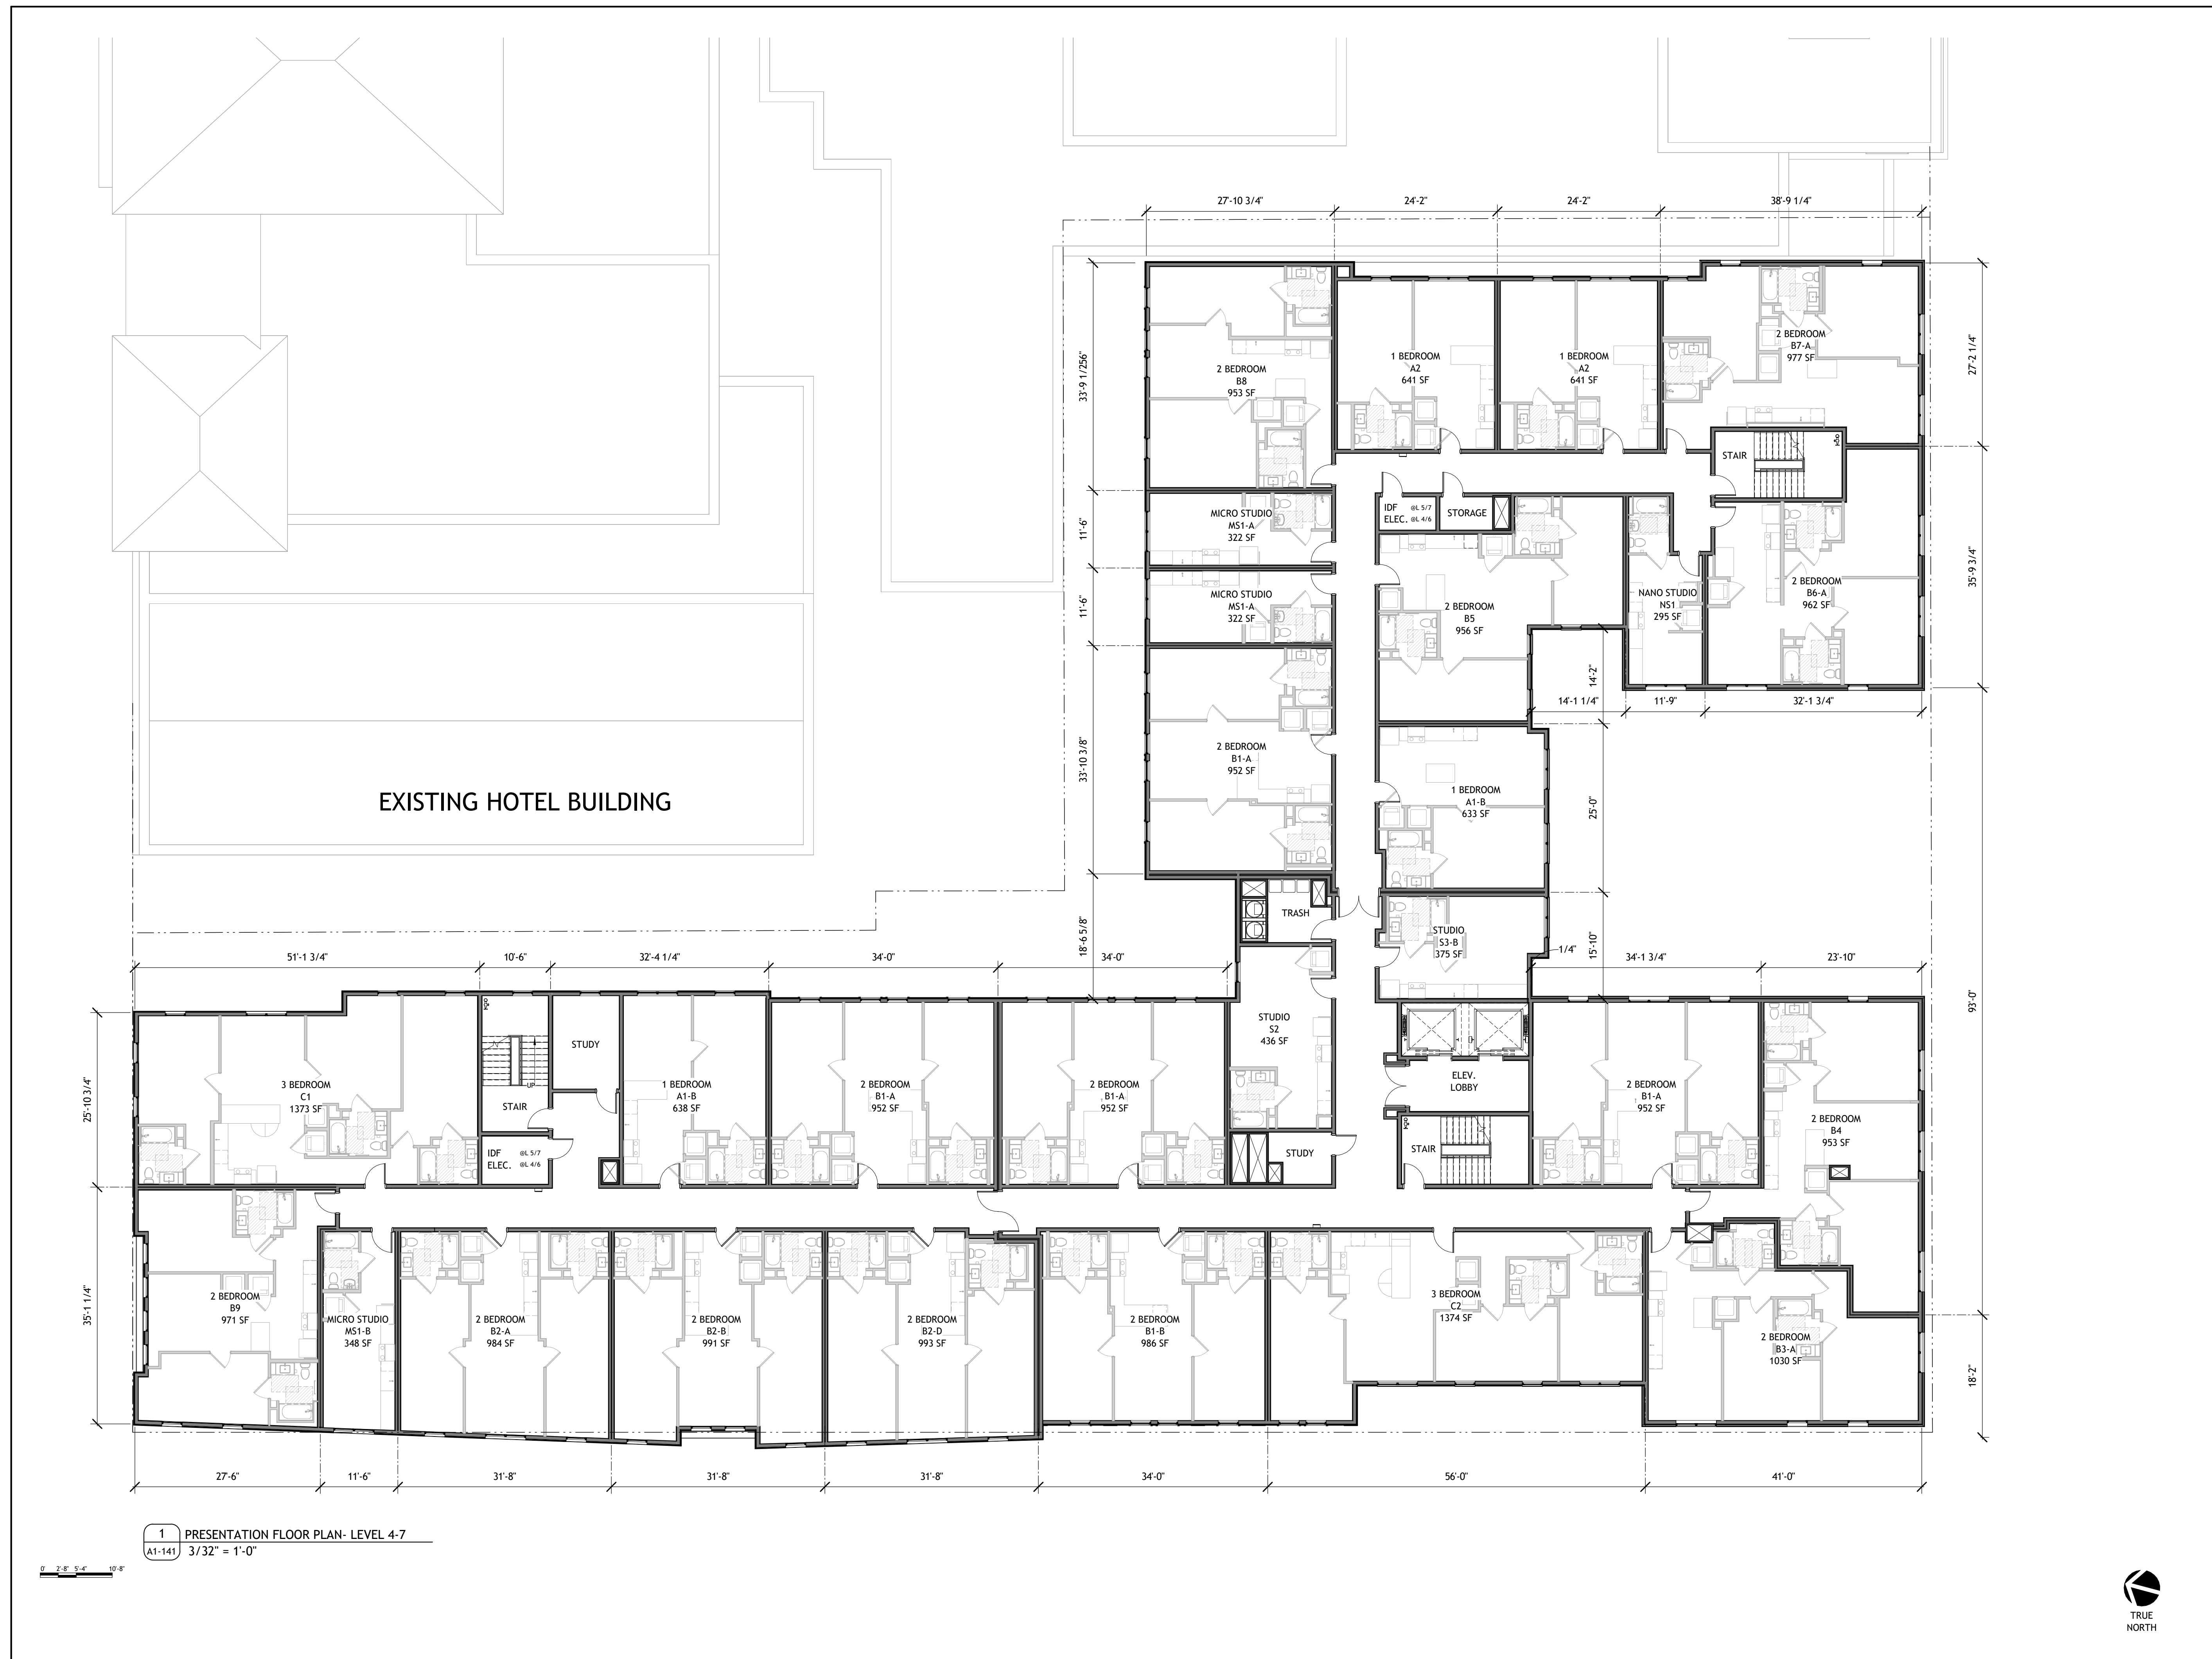 27'-10 3/4"
24'-2"
24'-2"
38'-9 1/4"
33'-9 1/256"
11'-6"
11'-6"
33'-10 3/8"
18'-6 5/8"
27'-2 1/4"
35'-9 3/4"
93'-0"
18'-2"
2 BEDROOM
B8
953 SF
1 BEDROOM
A2
641 SF
1 BEDROOM
A2
641 SF
2 BEDROOM
B7-A
977 SF
STAIR
MICRO STUDIO
MS1-A
322 SF
IDF @L 5/7
ELEC. @L 4/6
STORAGE
MICRO STUDIO
MS1-A
322 SF
2 BEDROOM
B5
956 SF
NANO STUDIO
NS1
295 SF
2 BEDROOM
B6-A
962 SF
14'-2"
14'-1 1/4"
11'-9"
32'-1 3/4"
2 BEDROOM
B1-A
952 SF
1 BEDROOM
A1-B
633 SF
25'-0"
EXISTING HOTEL BUILDING
TRASH
STUDIO
S3-B
375 SF
1/4"
15'-10"
51'-1 3/4"
10'-6"
32'-4 1/4"
34'-0"
34'-0"
34'-1 3/4"
23'-10"
25'-10 3/4"
35'-1 1/4"
3 BEDROOM
C1
1373 SF
UP
STAIR
STUDY
IDF @L 5/7
ELEC. @L 4/6
1 BEDROOM
A1-B
638 SF
2 BEDROOM
B1-A
952 SF
2 BEDROOM
B1-A
952 SF
STUDIO
S2
436 SF
STUDY
ELEV.
LOBBY
STAIR
2 BEDROOM
B1-A
952 SF
2 BEDROOM
B4
953 SF
2 BEDROOM
B9
971 SF
MICRO STUDIO
MS1-B
348 SF
2 BEDROOM
B2-A
984 SF
2 BEDROOM
B2-B
991 SF
2 BEDROOM
B2-D
993 SF
2 BEDROOM
B1-B
986 SF
3 BEDROOM
C2
1374 SF
2 BEDROOM
B3-A
1030 SF
27'-6"
11'-6"
31'-8"
31'-8"
31'-8"
34'-0"
56'-0"
41'-0"
1 PRESENTATION FLOOR PLAN- LEVEL 4-7
A1-141 3/32" = 1'-0"
0' 2'-8" 5'-4" 10'-8"
TRUE
NORTH